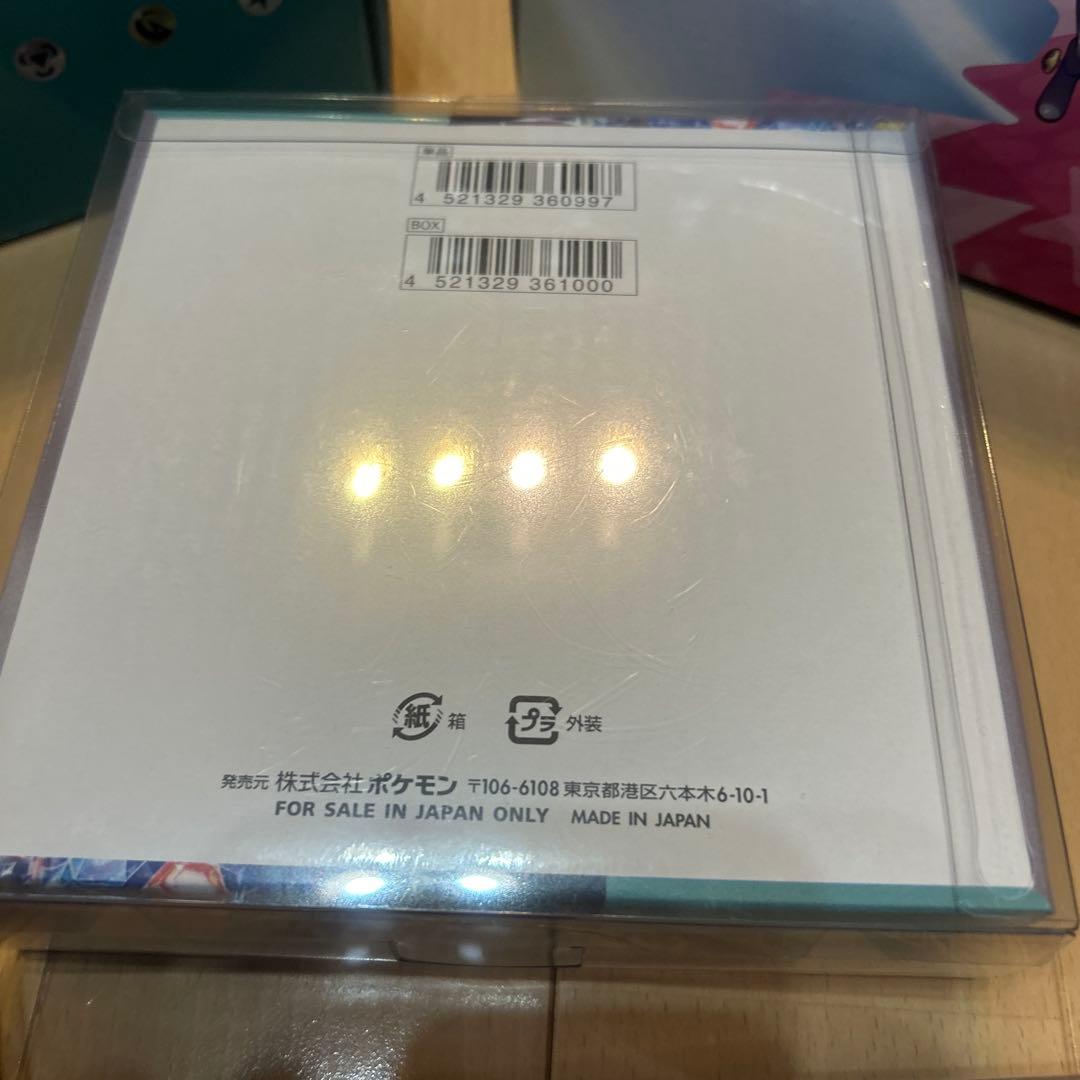 単品
4 521329 360997
BOX
4 521329 361000
紙 箱 プラ 外装
発売元 株式会社 ポケモン 〒106-6108 東京都港区六本木6-10-1
FOR SALE IN JAPAN ONLY MADE IN JAPAN